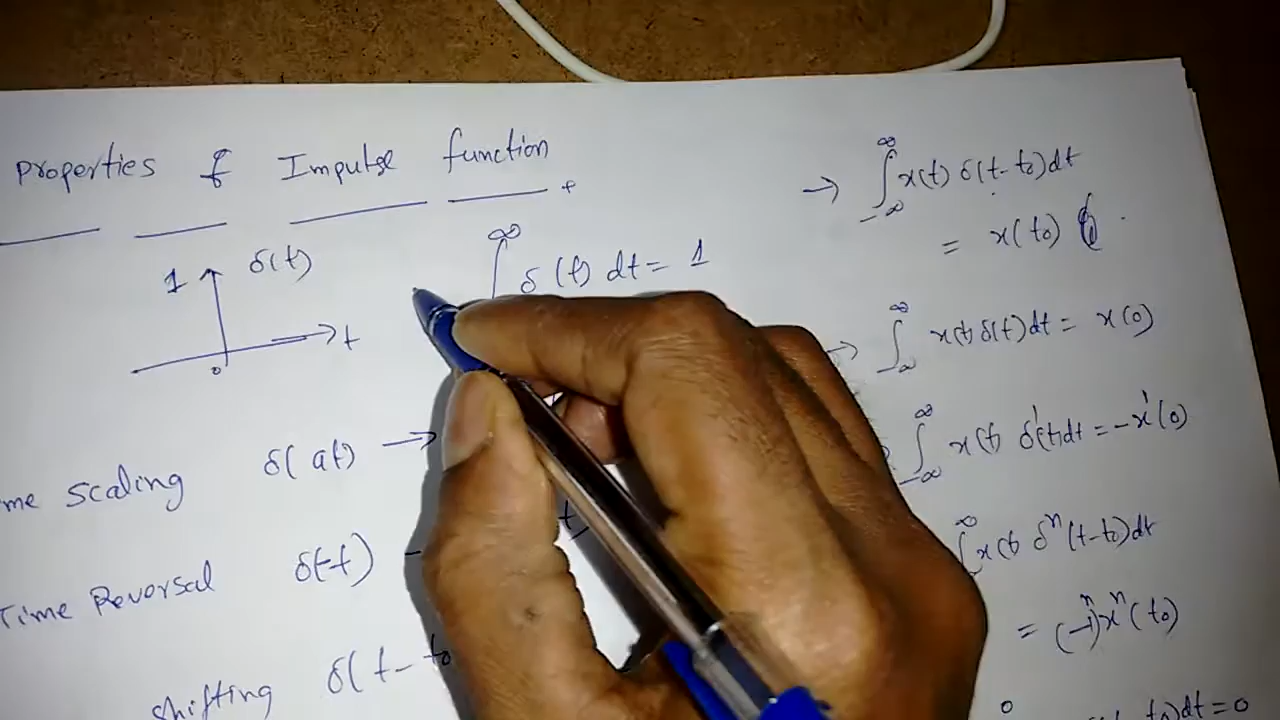 Properties of Impulse function
1 δ(t)
0 t
∞
∫ δ(t) dt = 1
me scaling δ(at) →
Time Reversal δ(-t) - t)
shifting δ(t - t₀
→ ∞
∫ x(t) δ(t - t₀)dt
-∞
= x(t₀)
→ ∞
∫ x(t) δ(t)dt = x(0)
-∞
∞
∫ x(t) δ'(t)dt = -x'(0)
-∞
∞
∫ x(t) δⁿ(t-t₀)dt
= (-1)ⁿ xⁿ(t₀)
0
t₀)dt = 0